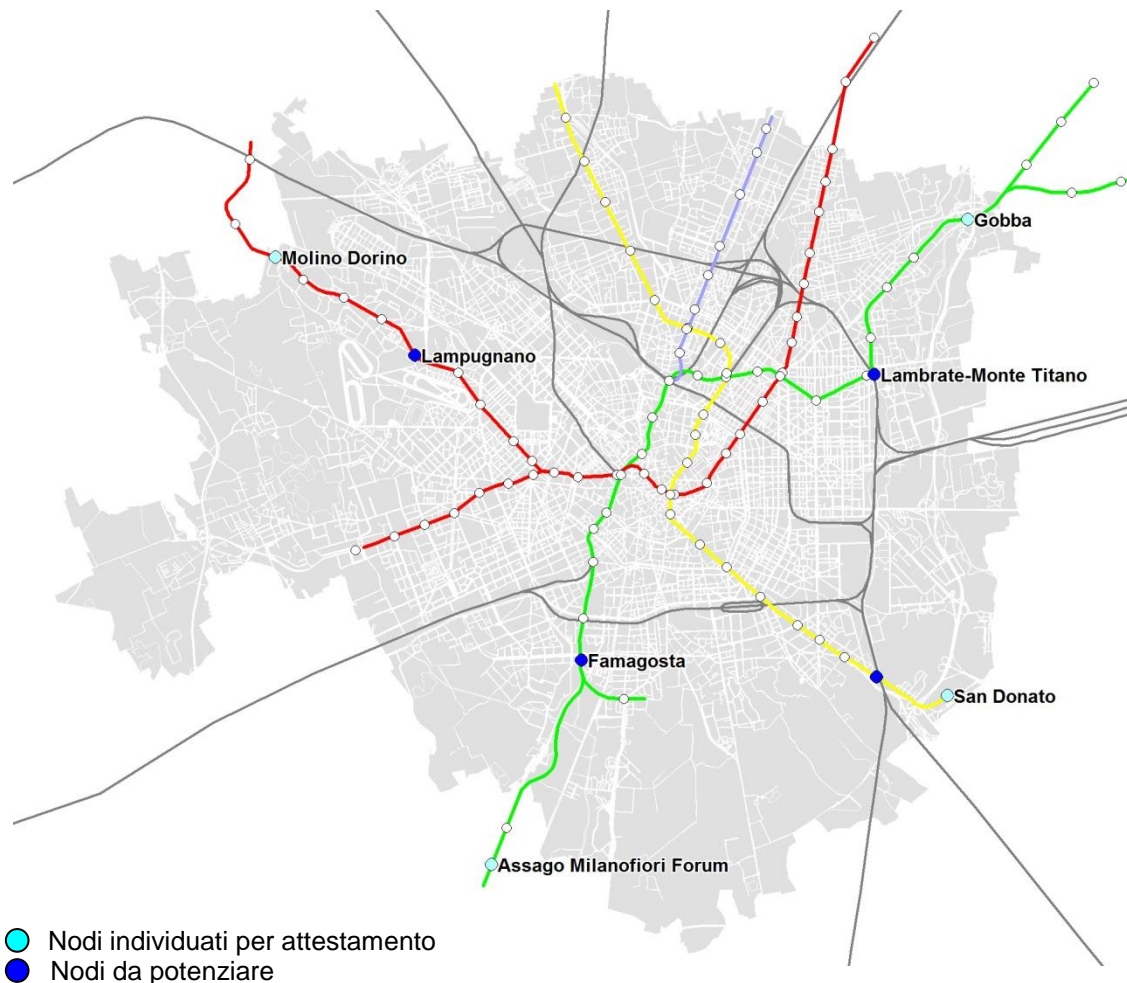 Gobba
Molino Dorino
Lampugnano
Lambrate-Monte Titano
Famagosta
San Donato
Assago Milanofiori Forum
Nodi individuati per attestamento
Nodi da potenziare